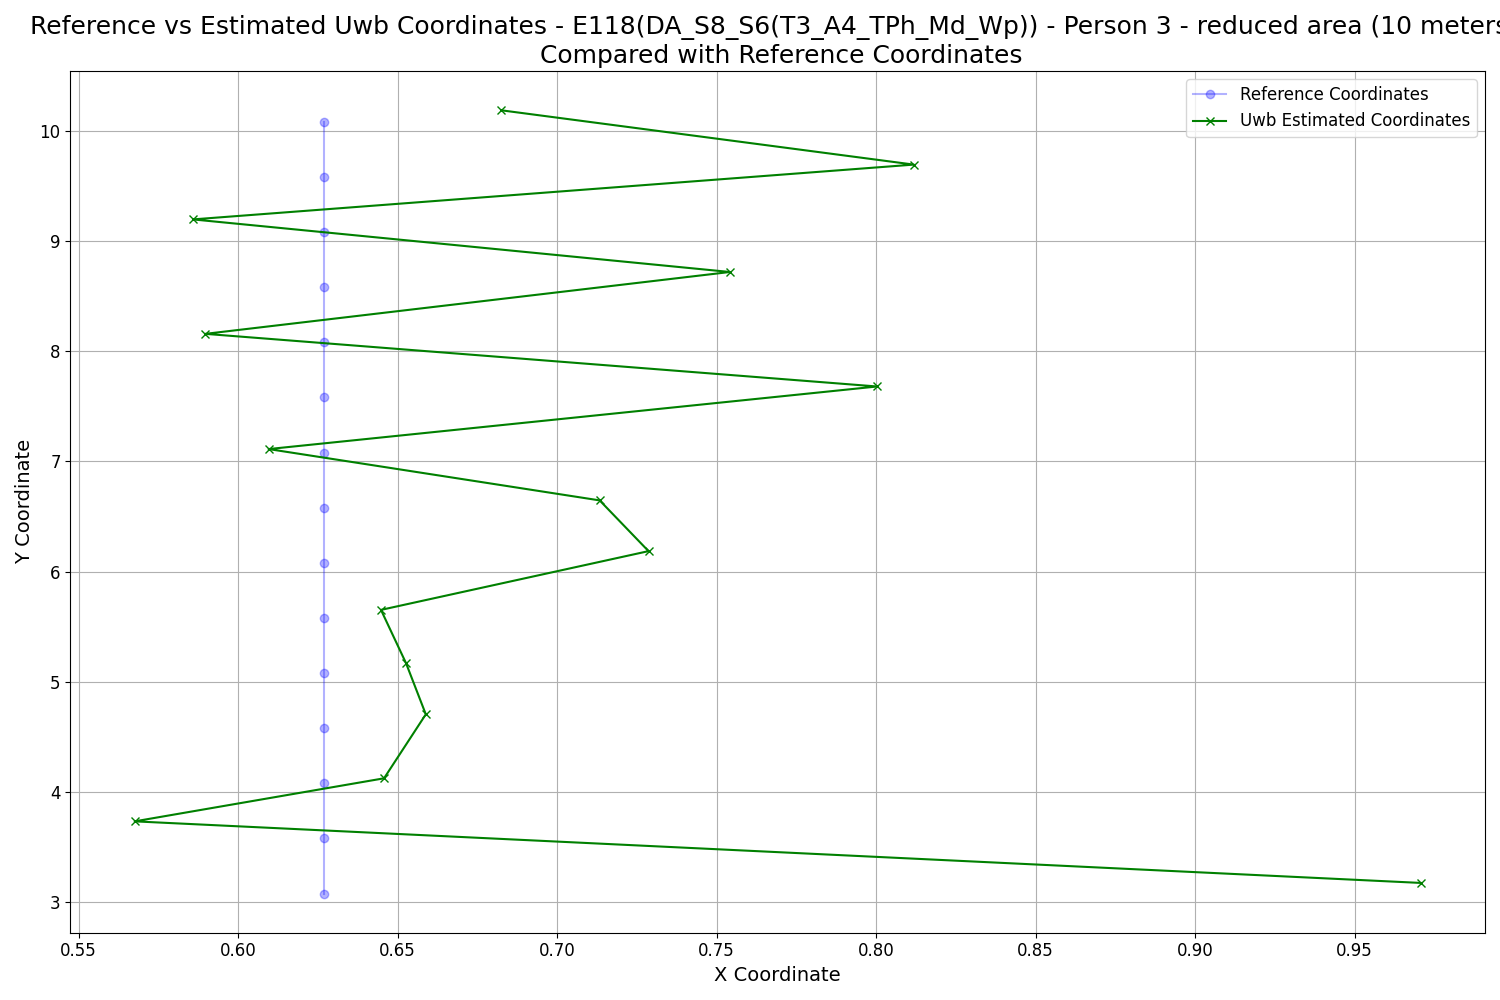 Reference vs Estimated Uwb Coordinates - E118(DA_S8_S6(T3_A4_TPh_Md_Wp)) - Person 3 - reduced area (10 meters
Compared with Reference Coordinates
Reference Coordinates
Uwb Estimated Coordinates
Y Coordinate
10
9
8
7
6
5
4
3
0.55 0.60 0.65 0.70 0.75 0.80 0.85 0.90 0.95
X Coordinate